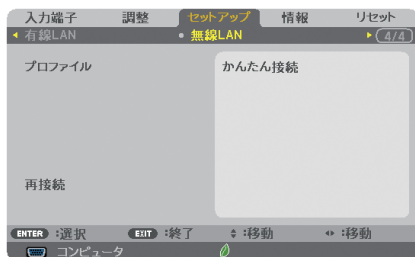 入力端子 調整 セットアップ 情報 リセット
有線LAN 無線LAN 4/4
プロファイル かんたん接続
再接続
ENTER :選択 EXIT :終了 :移動 :移動
コンピュータ